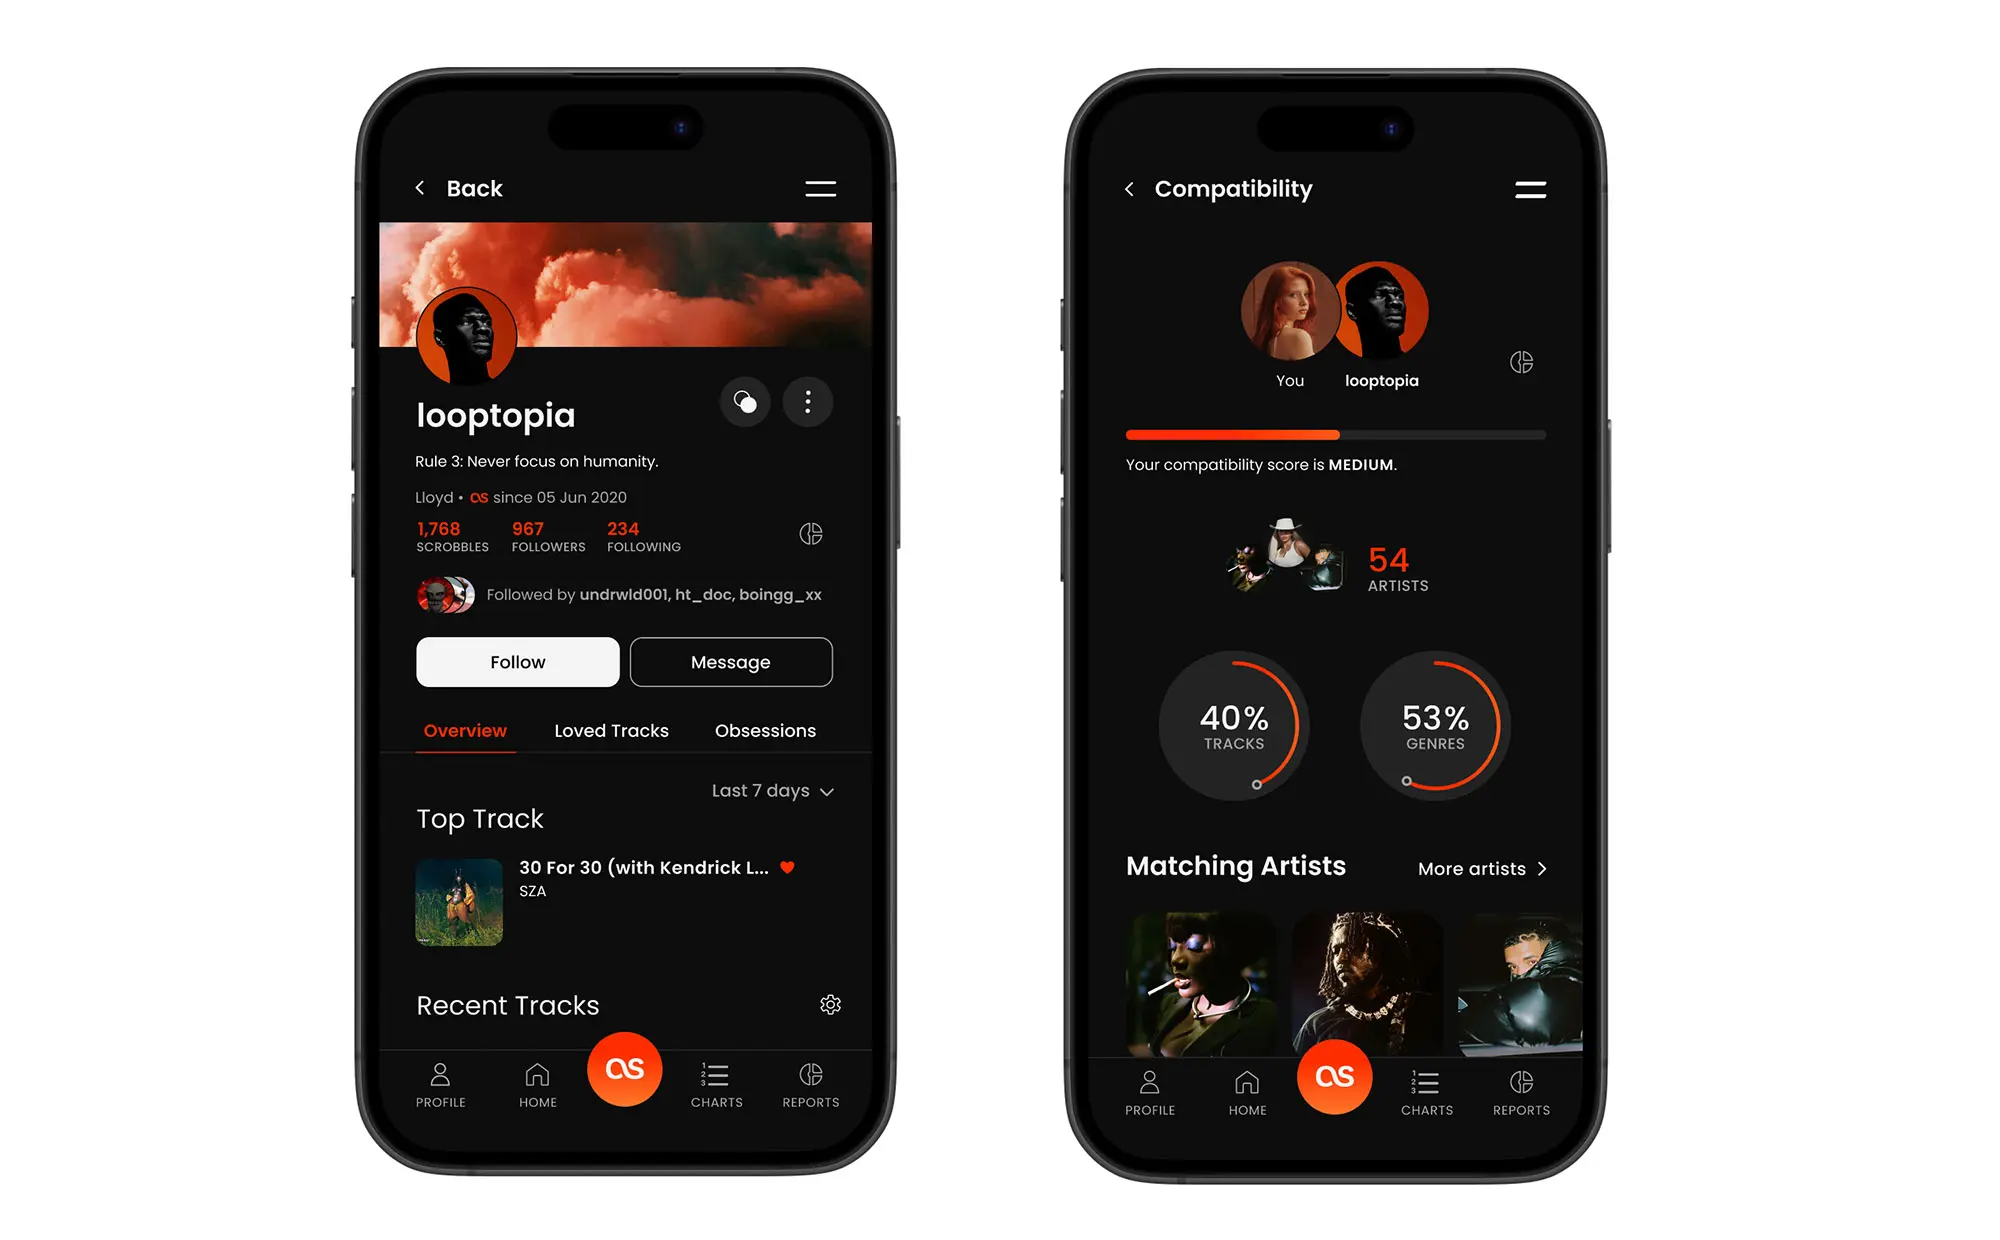 Back
looptopia
Rule 3: Never focus on humanity.
Lloyd • as since 05 Jun 2020
1,768 967 234
SCROBBLES FOLLOWERS FOLLOWING
Followed by undrwld001, ht_doc, boingg_xx
Follow Message
Overview Loved Tracks Obsessions
Last 7 days
Top Track
30 For 30 (with Kendrick L...
SZA
Recent Tracks
as
PROFILE HOME CHARTS REPORTS
Compatibility
You looptopia
Your compatibility score is MEDIUM.
54
ARTISTS
40% 53%
TRACKS GENRES
Matching Artists More artists
as
PROFILE HOME CHARTS REPORTS